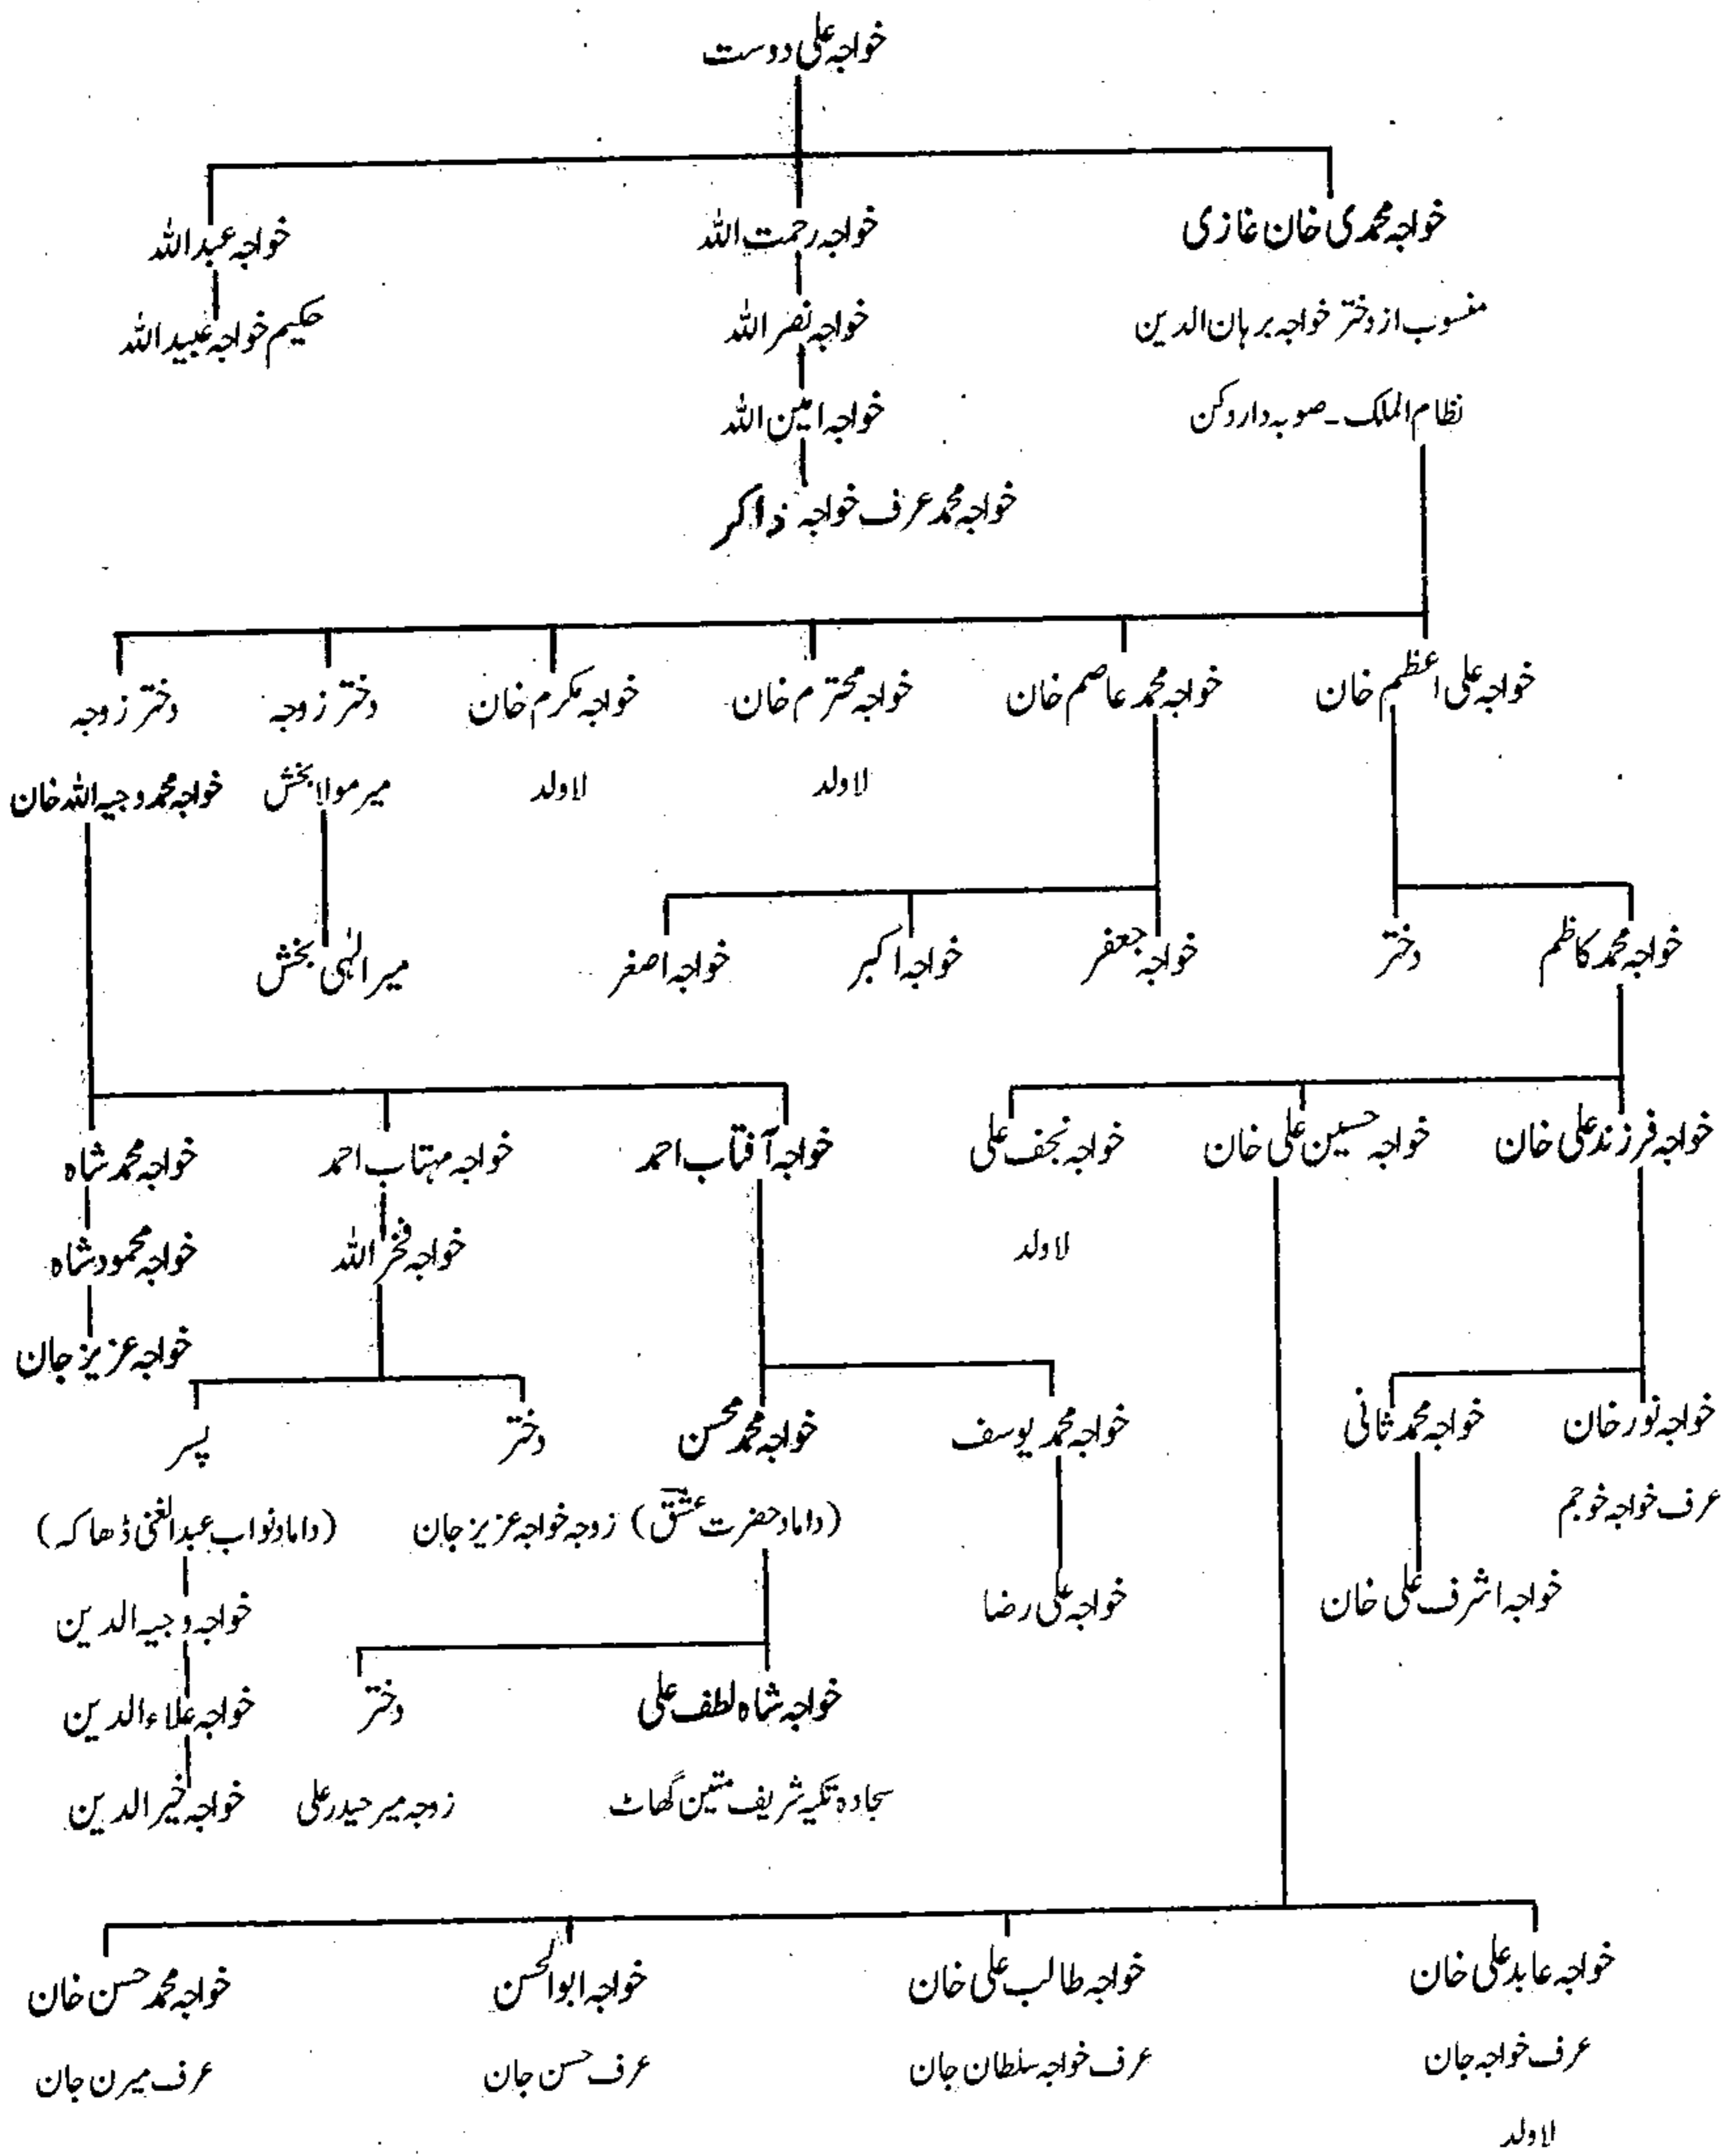 خواجہ علی دوست
خواجہ محمدی خان غازی
خواجہ رحمت اللہ
خواجہ عبداللہ
منسوب از دختر خواجہ برہان الدین
خواجہ نصر اللہ
حکیم خواجہ عبیداللہ
نظام الملک ۔ صوبہ دار دکن
خواجہ امین اللہ
خواجہ محمد عرف خواجہ ذاکر
خواجہ علی اعظم خان
خواجہ محمد عاصم خان
خواجہ محترم خان
خواجہ مکرم خان
دختر زوجہ
دختر زوجہ
لاولد
لاولد
میر مولا بخش
خواجہ محمد وجیہ اللہ خان
خواجہ محمد کاظم
دختر
خواجہ جعفر
خواجہ اکبر
خواجہ اصغر
میر الٰہی بخش
خواجہ فرزند علی خان
خواجہ حسین علی خان
خواجہ نجف علی
خواجہ آفتاب احمد
خواجہ مہتاب احمد
خواجہ محمد شاہ
لاولد
خواجہ فخر اللہ
خواجہ محمود شاہ
خواجہ عزیز جان
خواجہ نور خان
خواجہ محمد ثانی
خواجہ محمد یوسف
خواجہ محمد محسن
دختر
پسر
عرف خواجہ خوجم
(داماد حضرت عشق)
زوجہ خواجہ عزیز جان
(داماد نواب عبدالغنی ڈھاکہ)
خواجہ اشرف علی خان
خواجہ علی رضا
خواجہ وجیہ الدین
خواجہ شاہ لطف علی
دختر
خواجہ علاء الدین
سجادہ تکیہ شریف متین گھاٹ
زوجہ میر حیدر علی
خواجہ خیر الدین
خواجہ عابد علی خان
خواجہ طالب علی خان
خواجہ ابوالحسن
خواجہ محمد حسن خان
عرف خواجہ جان
عرف خواجہ سلطان جان
عرف حسن جان
عرف میرن جان
لاولد